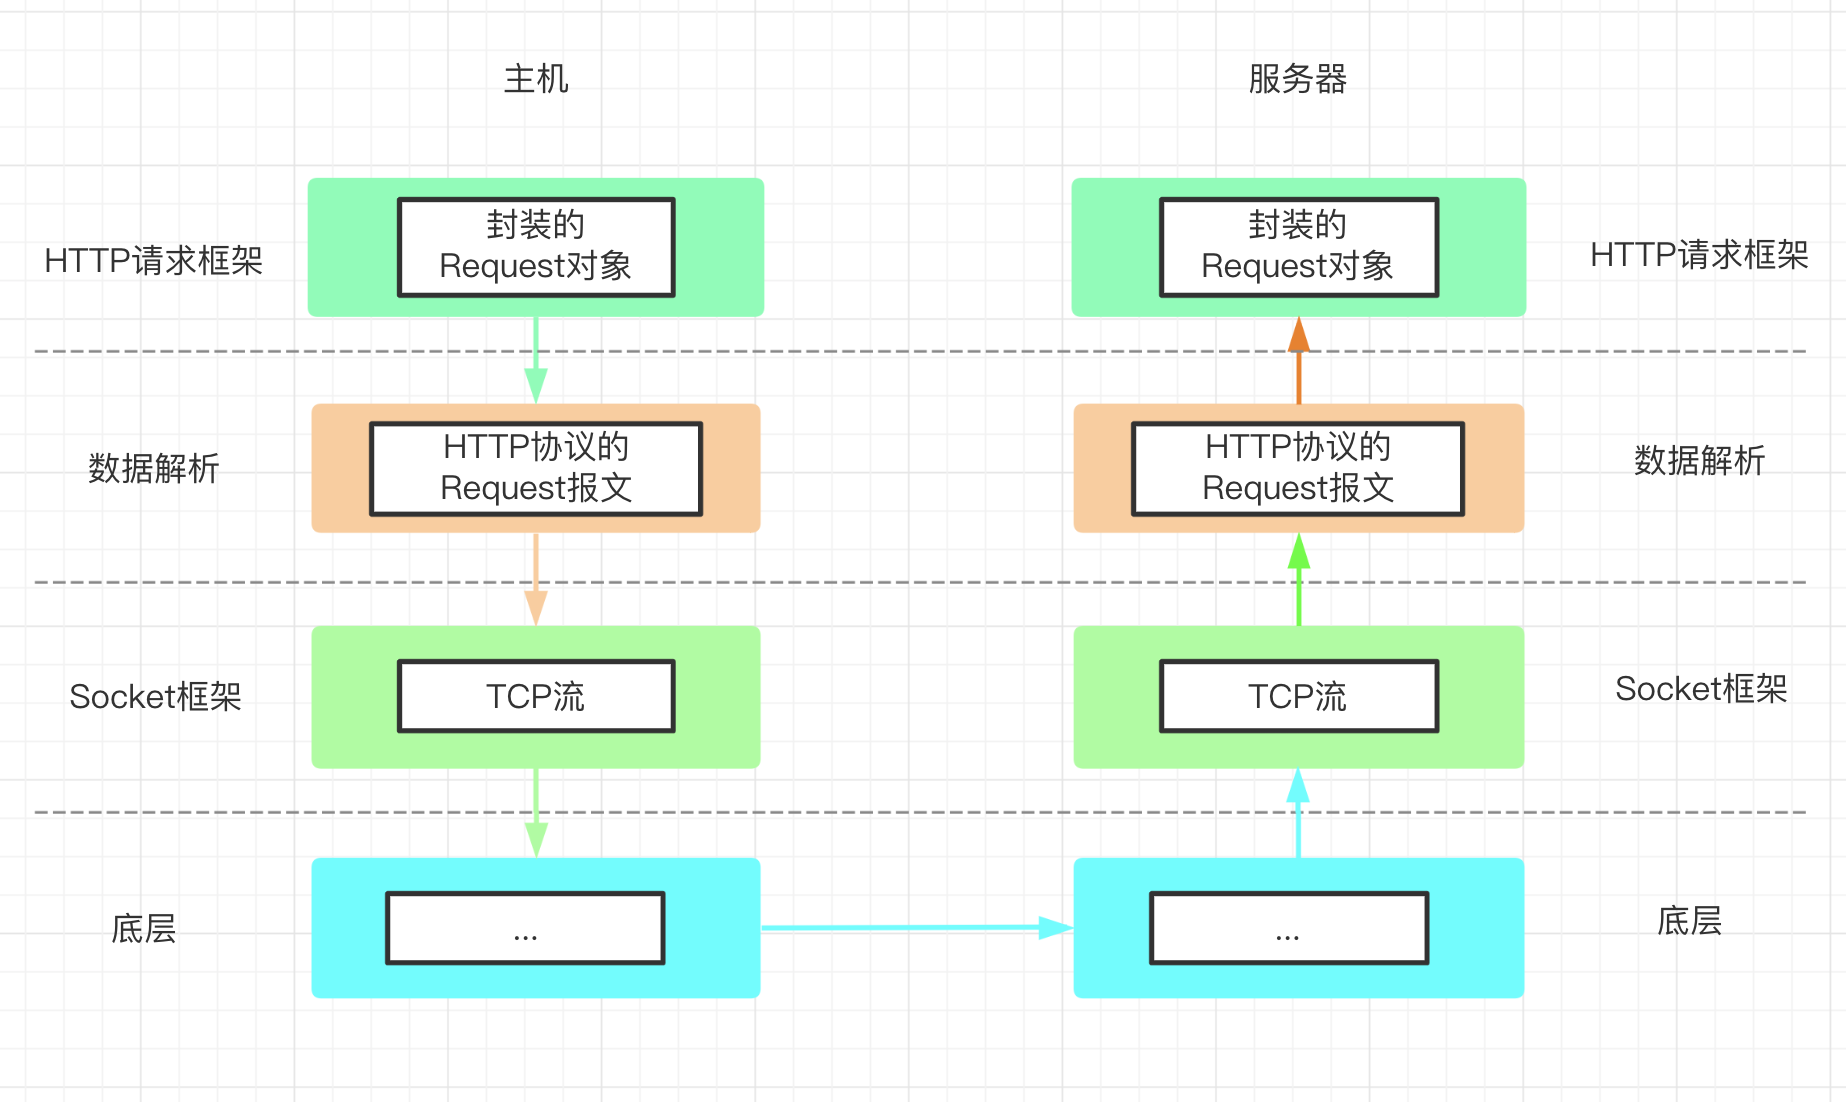 主机
服务器
HTTP请求框架
封装的
Request对象
封装的
Request对象
HTTP请求框架
数据解析
HTTP协议的
Request报文
HTTP协议的
Request报文
数据解析
Socket框架
TCP流
TCP流
Socket框架
底层
...
...
底层